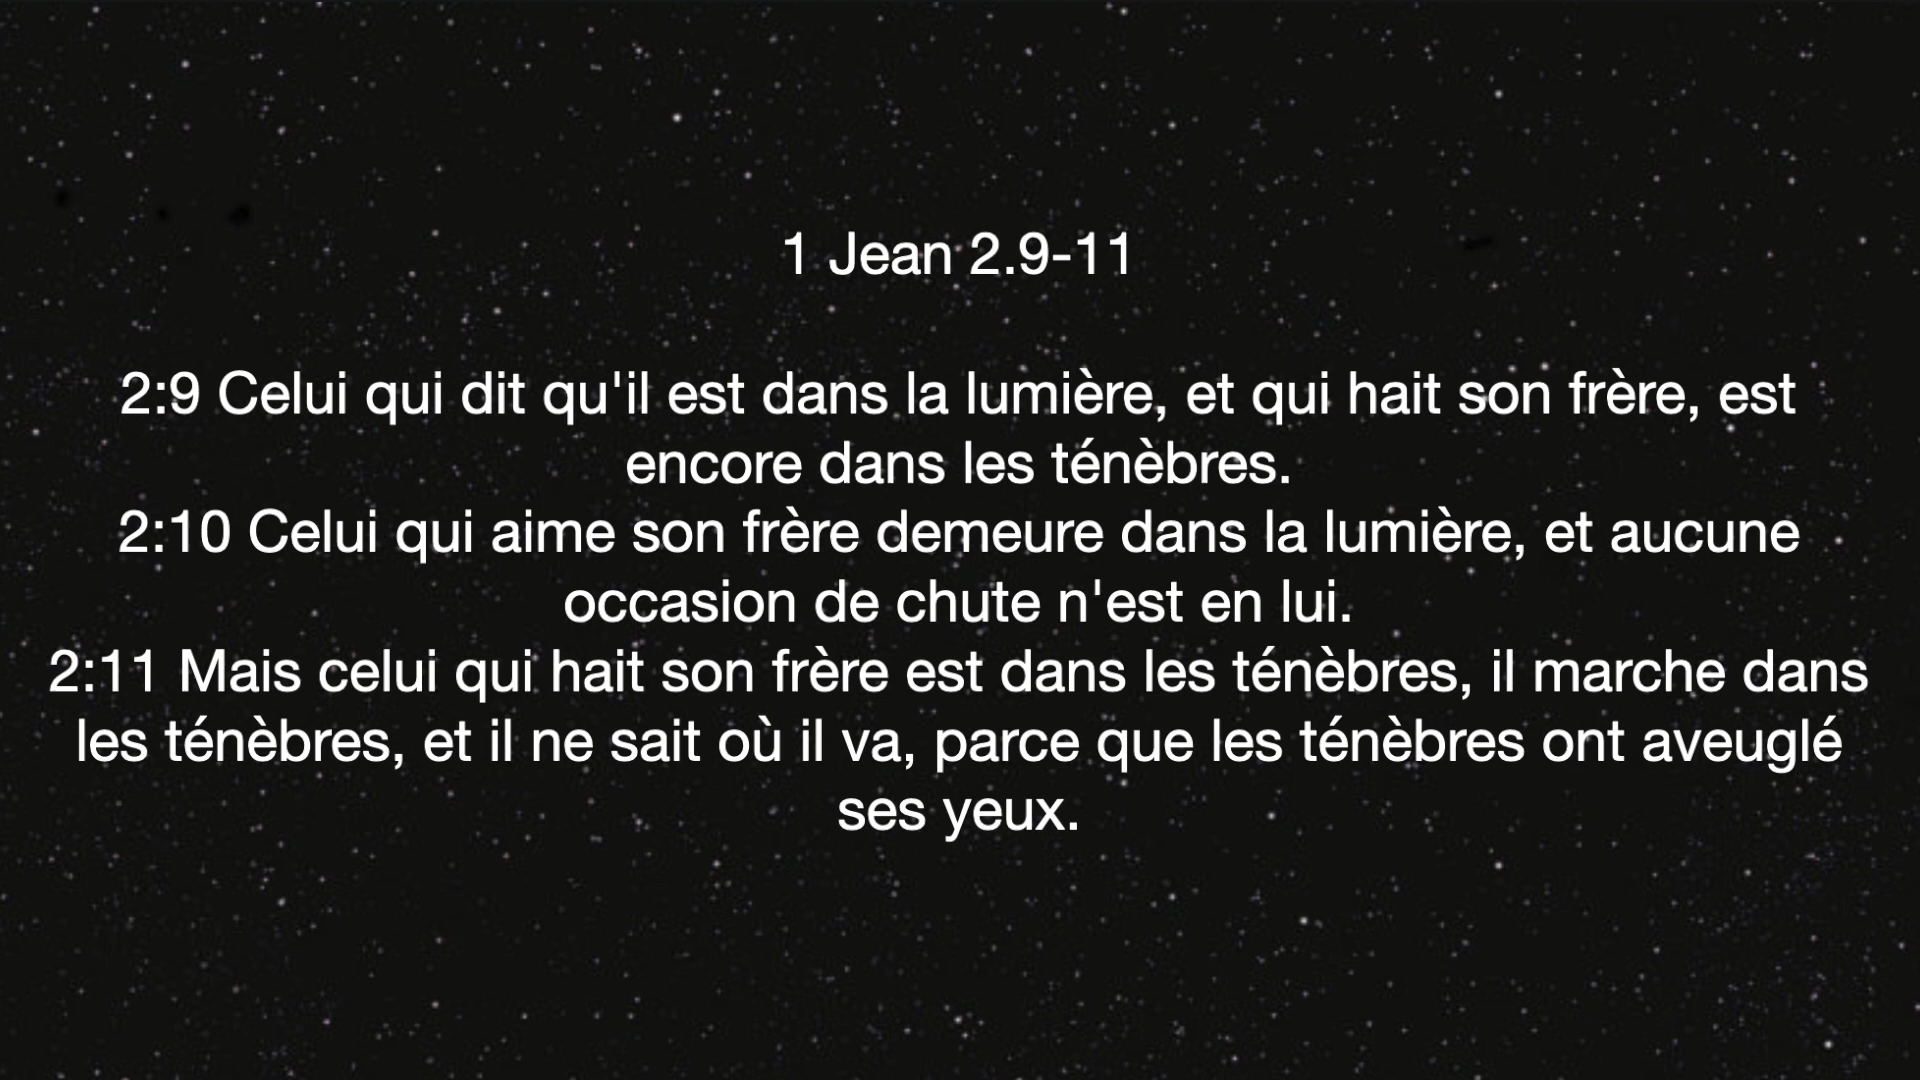 1 Jean 2.9-11
2:9 Celui qui dit qu'il est dans la lumière, et qui hait son frère, est
encore dans les ténèbres.
2:10 Celui qui aime son frère demeure dans la lumière, et aucune
occasion de chute n'est en lui.
2:11 Mais celui qui hait son frère est dans les ténèbres, il marche dans
les ténèbres, et il ne sait où il va, parce que les ténèbres ont aveuglé
ses yeux.